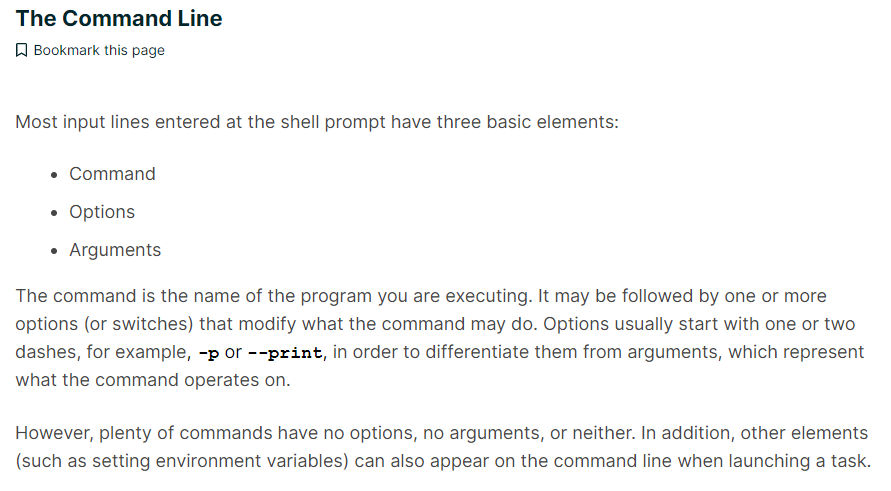 The Command Line
Bookmark this page
Most input lines entered at the shell prompt have three basic elements:
• Command
• Options
• Arguments
The command is the name of the program you are executing. It may be followed by one or more
options (or switches) that modify what the command may do. Options usually start with one or two
dashes, for example, -p or --print, in order to differentiate them from arguments, which represent
what the command operates on.
However, plenty of commands have no options, no arguments, or neither. In addition, other elements
(such as setting environment variables) can also appear on the command line when launching a task.